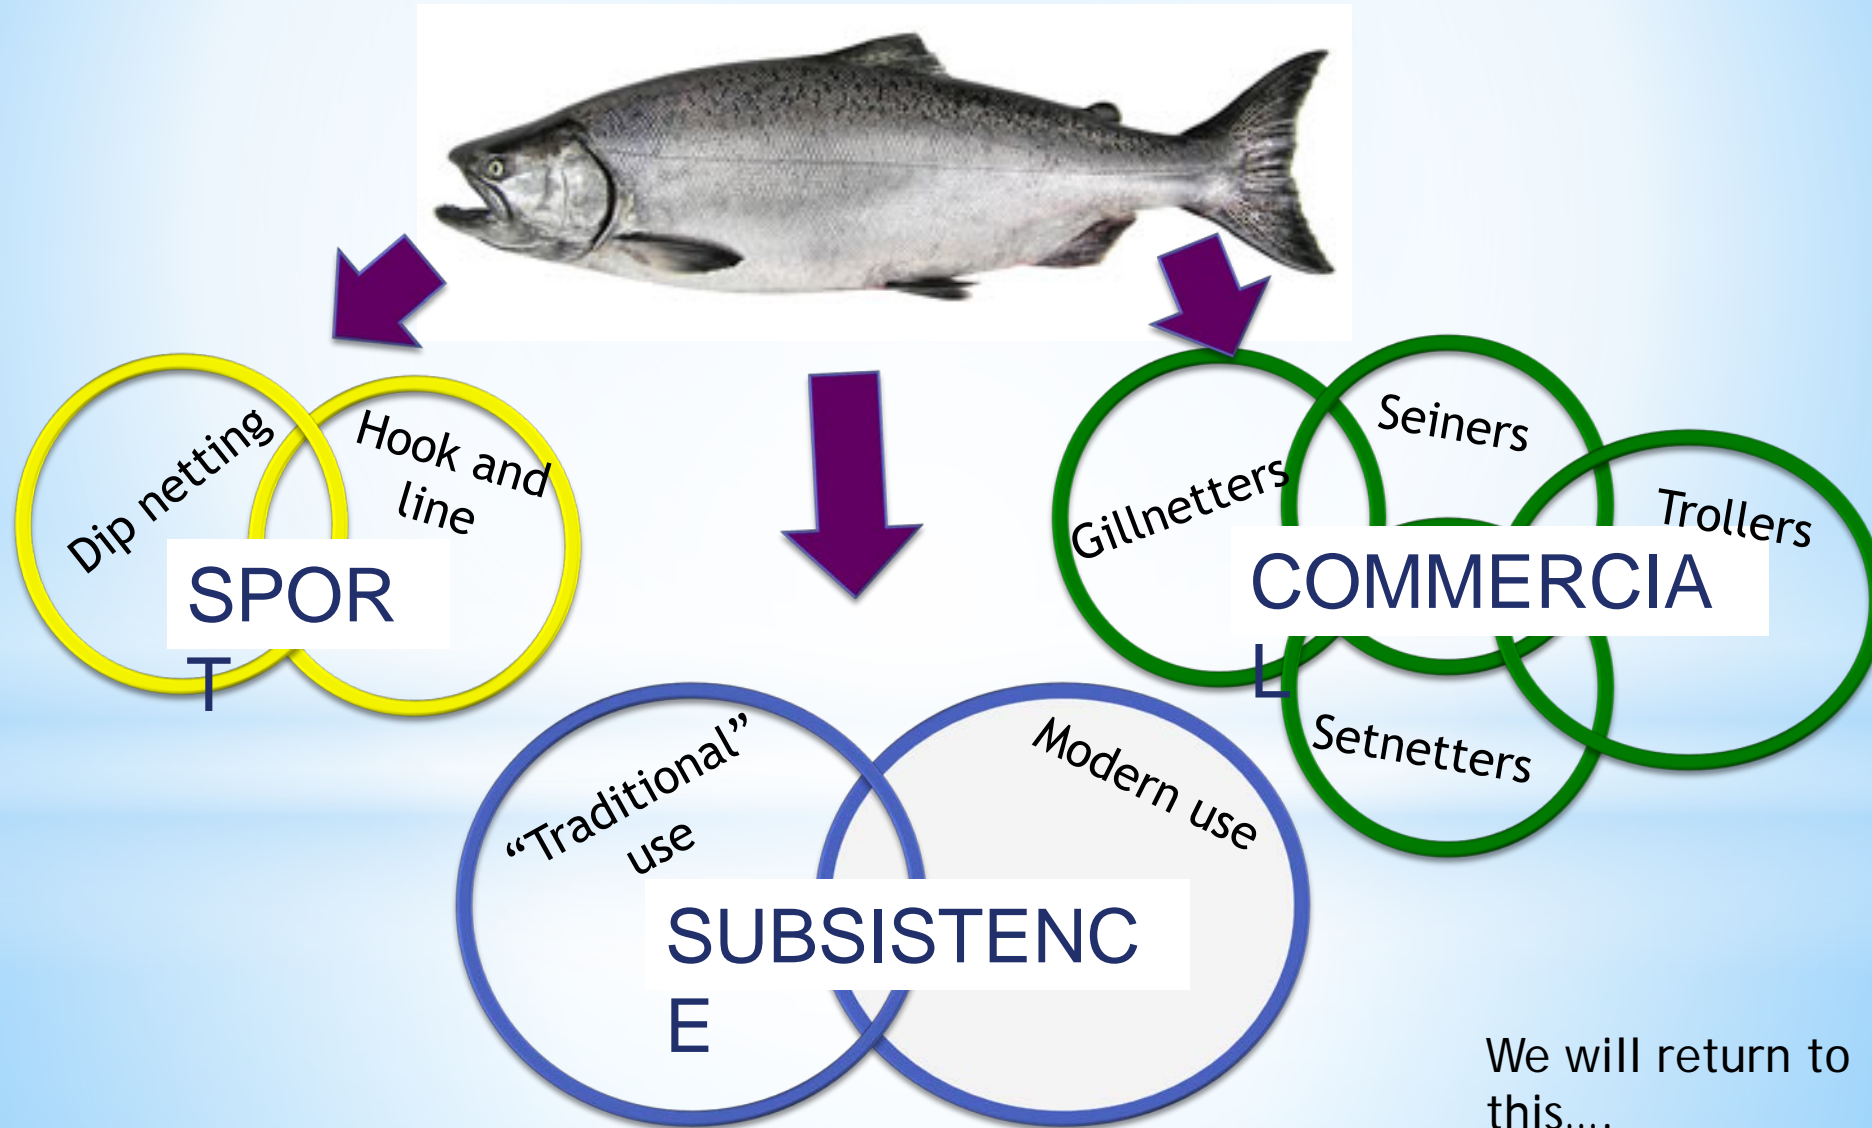 Dip netting
Hook and
line
SPOR
T
Gillnetters
Seiners
Trollers
COMMERCIA
L
Setnetters
“Traditional”
use
Modern use
SUBSISTENC
E
We will return to
this....